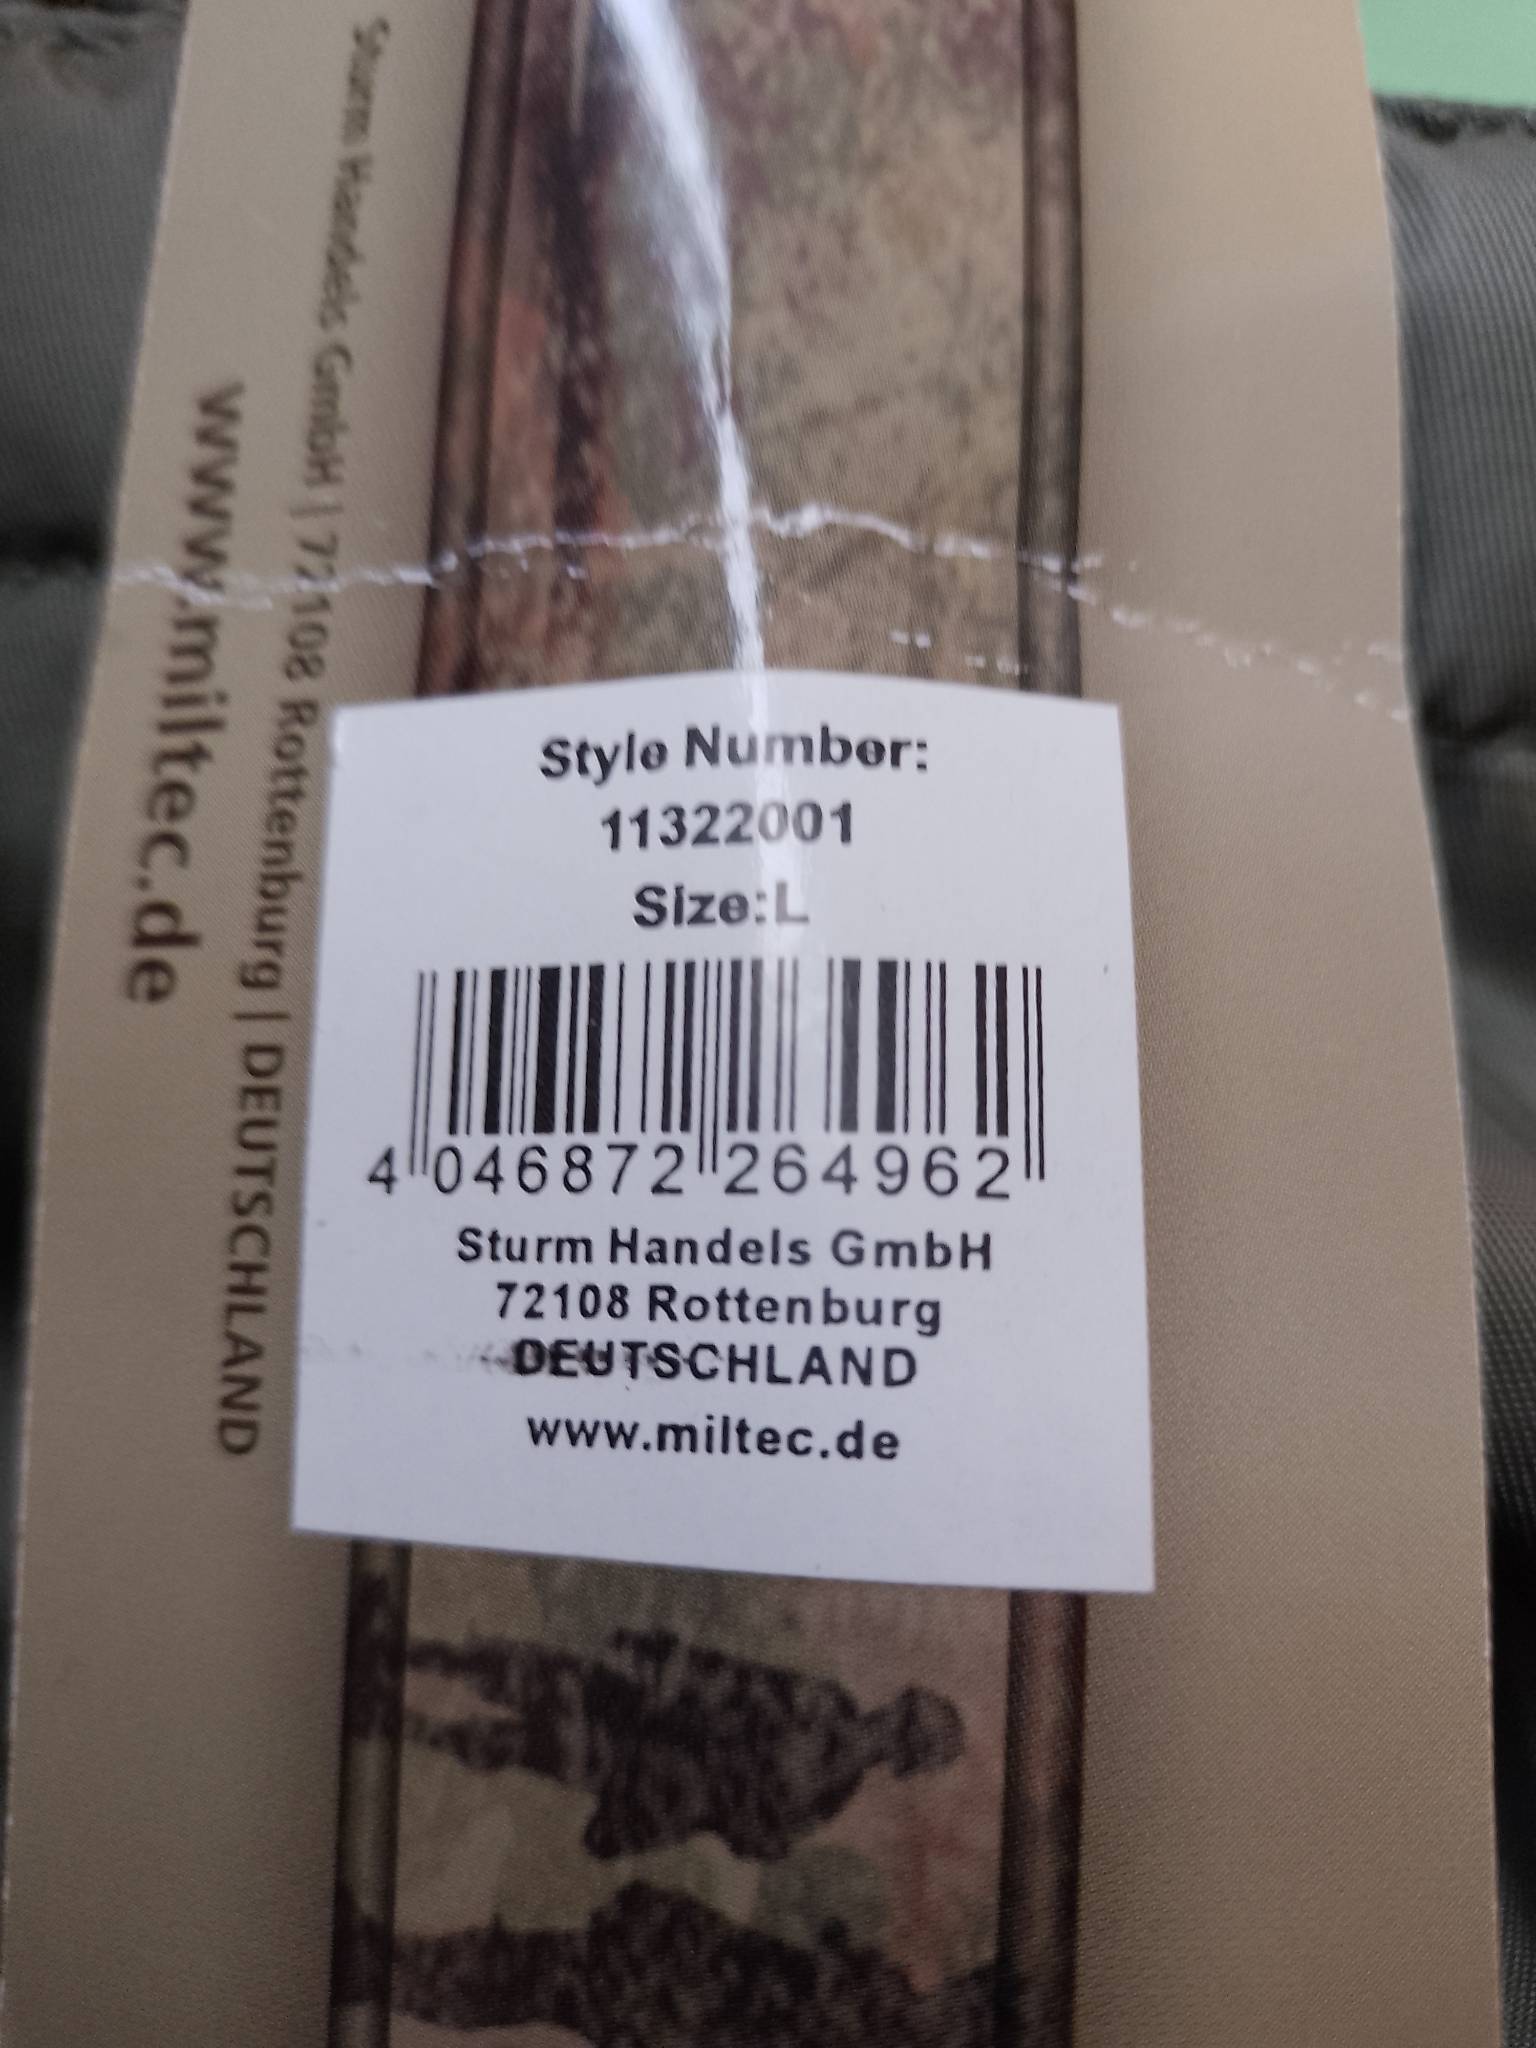 Sturm Handels GmbH | 72108 Rottenburg | DEUTSCHLAND
www.miltec.de
Style Number:
11322001
Size:L
4 046872 264962
Sturm Handels GmbH
72108 Rottenburg
DEUTSCHLAND
www.miltec.de